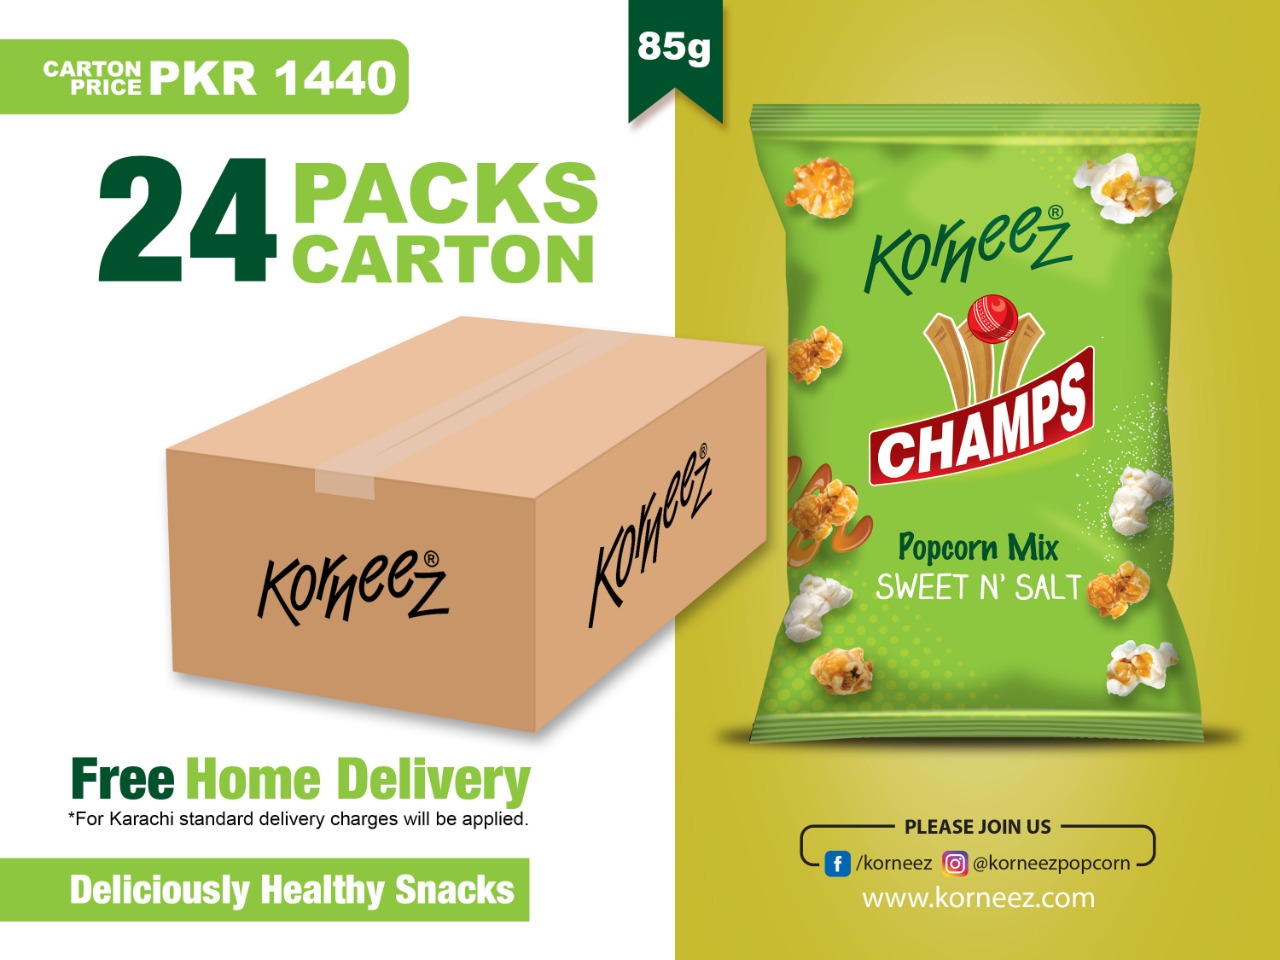 CARTON
PRICE PKR 1440
24 PACKS
CARTON
Korneez®
Korneez®
Free Home Delivery
*For Karachi standard delivery charges will be applied.
Deliciously Healthy Snacks
85g
Korneez®
CHAMPS
Popcorn Mix
SWEET N' SALT
PLEASE JOIN US
/korneez @korneezpopcorn
www.korneez.com